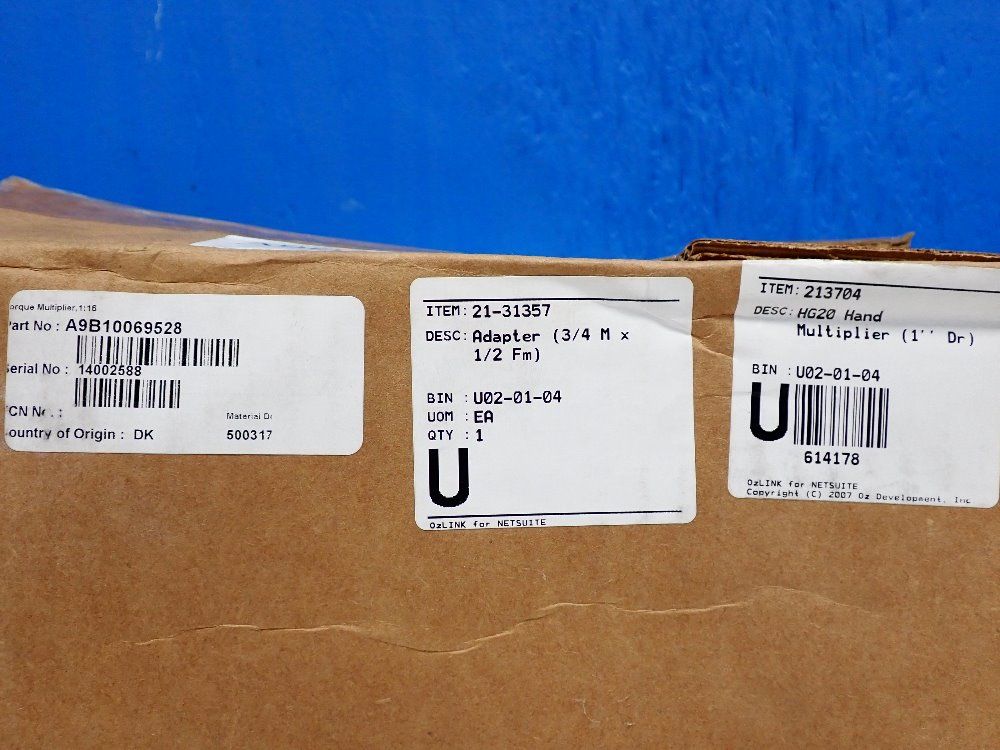 orque Multiplier, 1:16
art No : A9B10069528
erial No : 14002588
CN No. :
Material D
ountry of Origin : DK
500317
ITEM: 21-31357
DESC: Adapter (3/4 M x
1/2 Fm)
BIN : U02-01-04
UOM : EA
QTY : 1
U
OzLINK for NETSUITE
ITEM: 213704
DESC: HG20 Hand
Multiplier (1'' Dr)
BIN : U02-01-04
U
614178
OzLINK for NETSUITE
Copyright (C) 2007 Oz Development, Inc